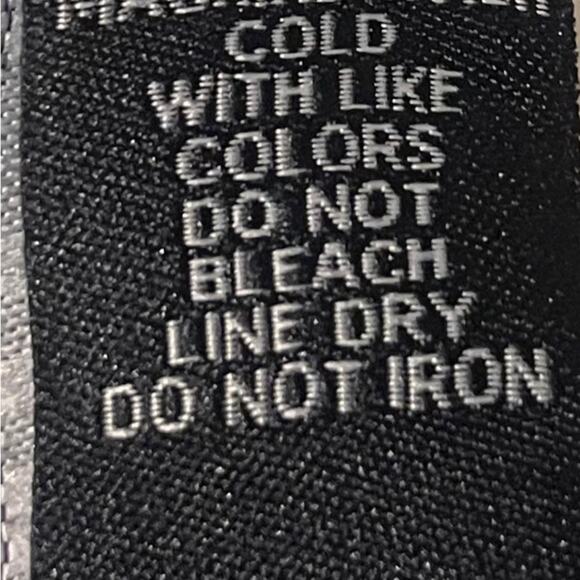 COLD
WITH LIKE
COLORS
DO NOT
BLEACH
LINE DRY
DO NOT IRON